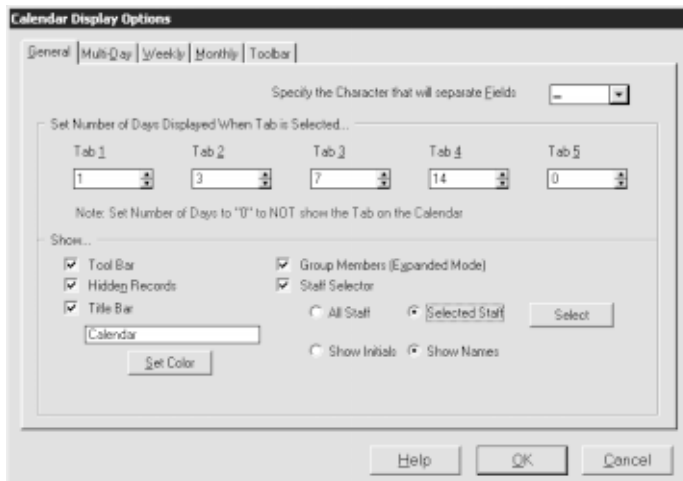 Calendar Display Options
General Multi-Day Weekly Monthly Toolbar
Specify the Character that will separate Fields
Set Number of Days Displayed When Tab is Selected...
Tab 1 Tab 2 Tab 3 Tab 4 Tab 5
1 3 7 14 0
Note: Set Number of Days to "0" to NOT show the Tab on the Calendar
Show...
Tool Bar Group Members (Expanded Mode)
Hidden Records Staff Selector
Title Bar All Staff Selected Staff Select
Calendar
Set Color Show Initials Show Names
Help OK Cancel